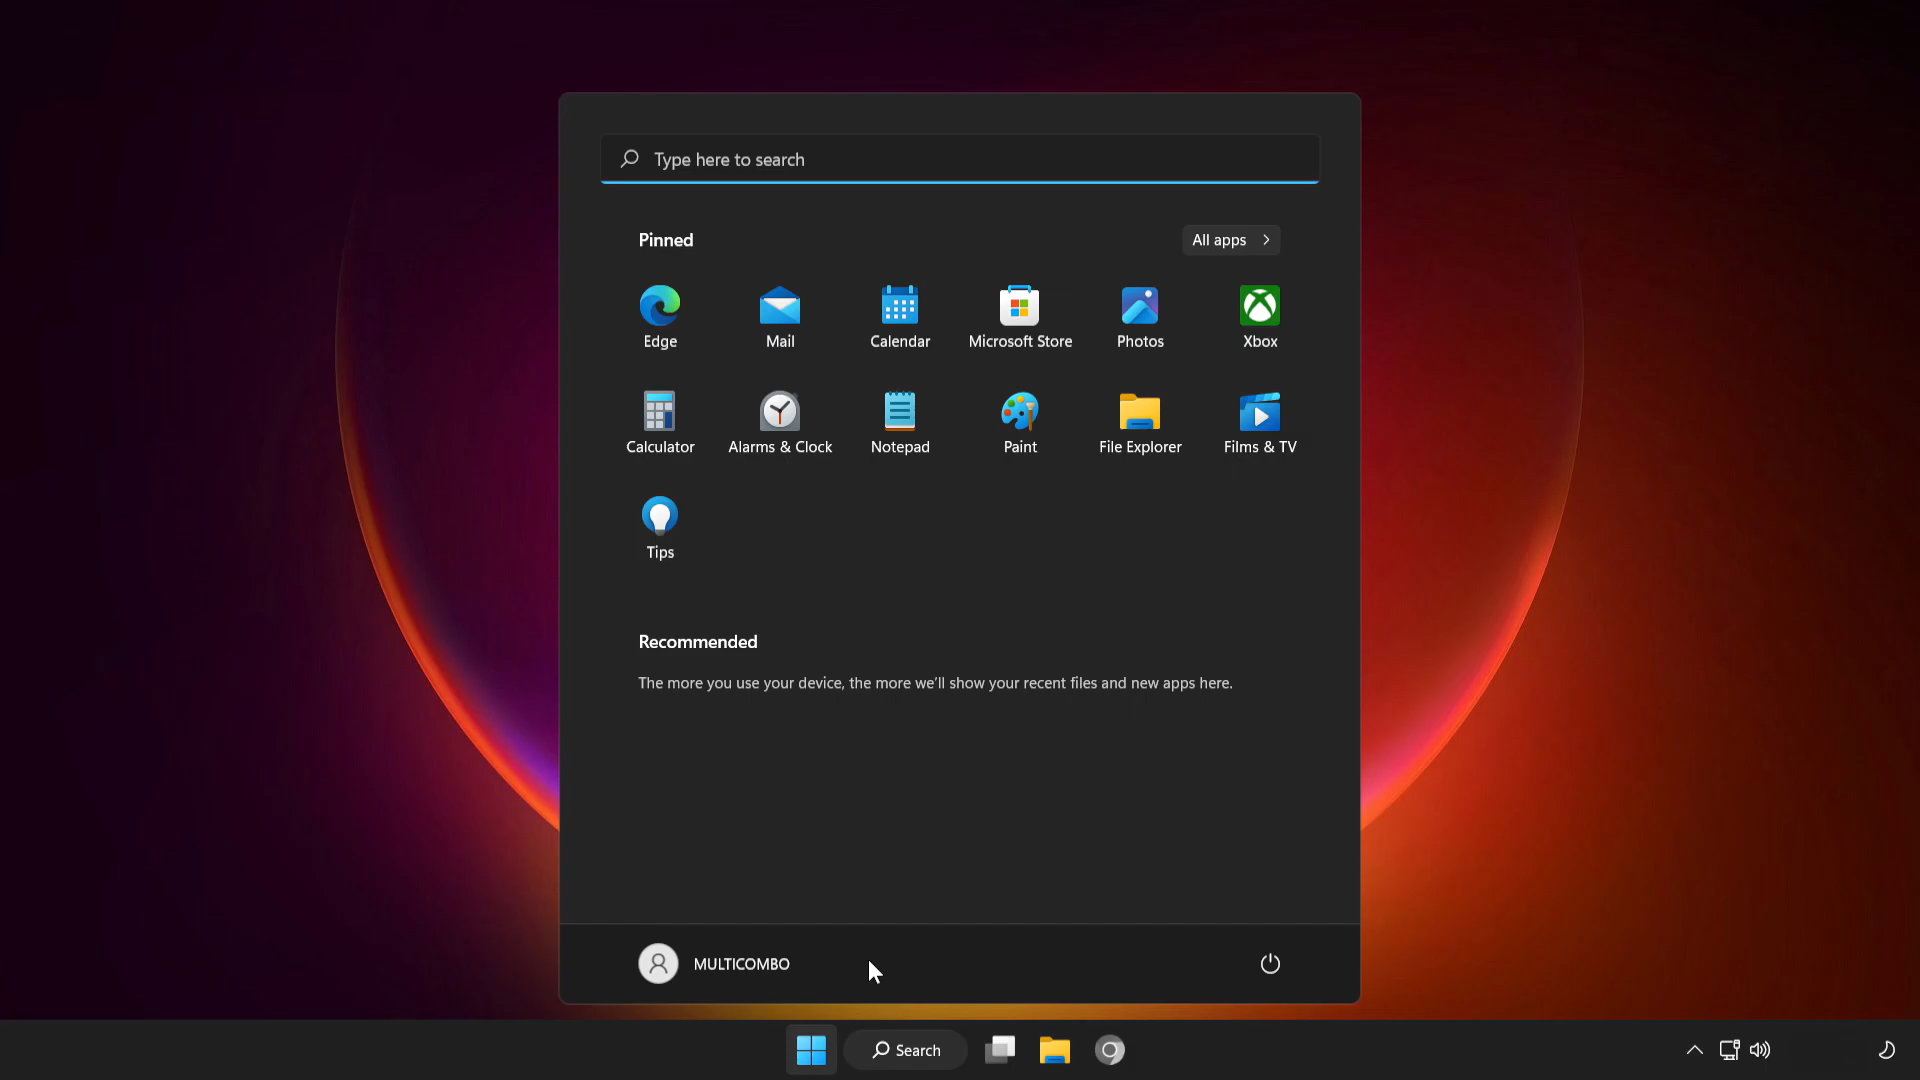 Type here to search
Pinned
All apps
Edge
Mail
Calendar
Microsoft Store
Photos
Xbox
Calculator
Alarms & Clock
Notepad
Paint
File Explorer
Films & TV
Tips
Recommended
The more you use your device, the more we’ll show your recent files and new apps here.
MULTICOMBO
Search